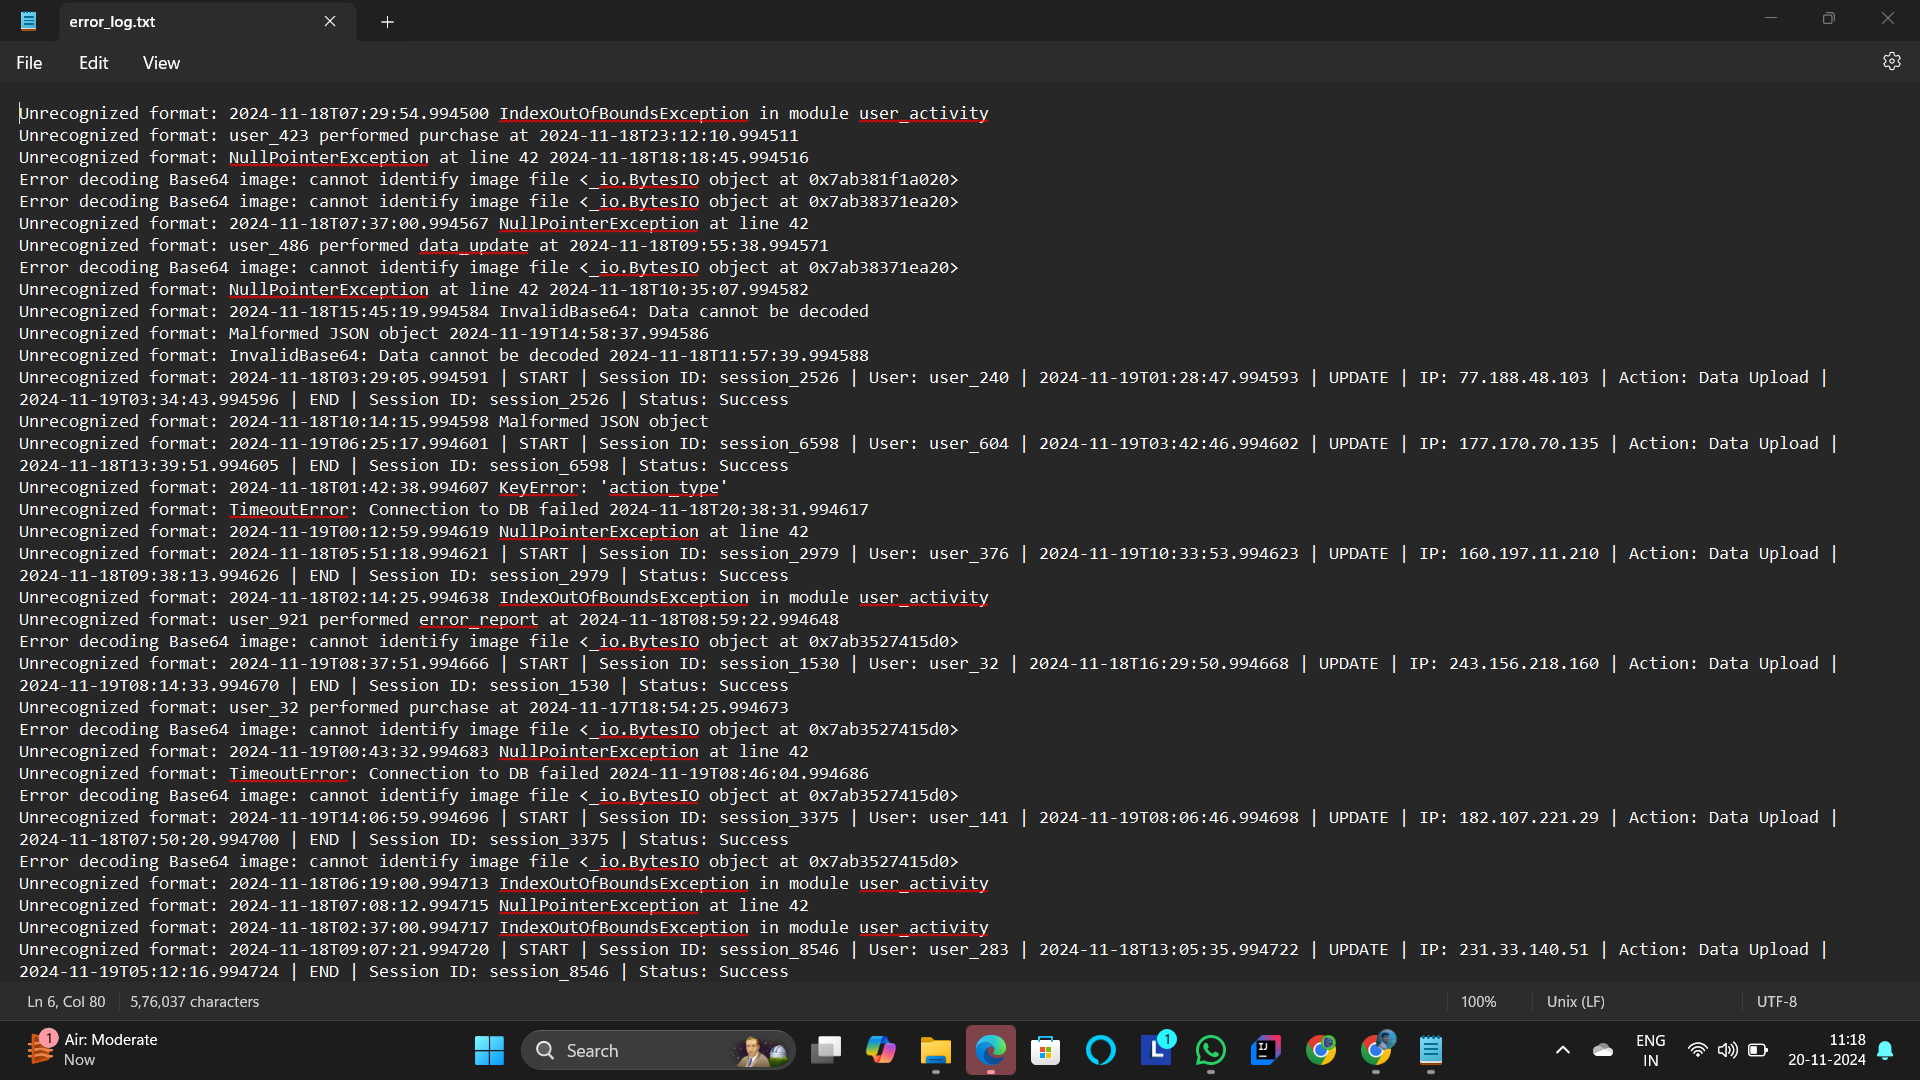 error_log.txt
File Edit View
Unrecognized format: 2024-11-18T07:29:54.994500 IndexOutOfBoundsException in module user_activity
Unrecognized format: user_423 performed purchase at 2024-11-18T23:12:10.994511
Unrecognized format: NullPointerException at line 42 2024-11-18T18:18:45.994516
Error decoding Base64 image: cannot identify image file <_io.BytesIO object at 0x7ab381f1a020>
Error decoding Base64 image: cannot identify image file <_io.BytesIO object at 0x7ab38371ea20>
Unrecognized format: 2024-11-18T07:37:00.994567 NullPointerException at line 42
Unrecognized format: user_486 performed data_update at 2024-11-18T09:55:38.994571
Error decoding Base64 image: cannot identify image file <_io.BytesIO object at 0x7ab38371ea20>
Unrecognized format: NullPointerException at line 42 2024-11-18T10:35:07.994582
Unrecognized format: 2024-11-18T15:45:19.994584 InvalidBase64: Data cannot be decoded
Unrecognized format: Malformed JSON object 2024-11-19T14:58:37.994586
Unrecognized format: InvalidBase64: Data cannot be decoded 2024-11-18T11:57:39.994588
Unrecognized format: 2024-11-18T03:29:05.994591 | START | Session ID: session_2526 | User: user_240 | 2024-11-19T01:28:47.994593 | UPDATE | IP: 77.188.48.103 | Action: Data Upload |
2024-11-19T03:34:43.994596 | END | Session ID: session_2526 | Status: Success
Unrecognized format: 2024-11-18T10:14:15.994598 Malformed JSON object
Unrecognized format: 2024-11-19T06:25:17.994601 | START | Session ID: session_6598 | User: user_604 | 2024-11-19T03:42:46.994602 | UPDATE | IP: 177.170.70.135 | Action: Data Upload |
2024-11-18T13:39:51.994605 | END | Session ID: session_6598 | Status: Success
Unrecognized format: 2024-11-18T01:42:38.994607 KeyError: 'action_type'
Unrecognized format: TimeoutError: Connection to DB failed 2024-11-18T20:38:31.994617
Unrecognized format: 2024-11-19T00:12:59.994619 NullPointerException at line 42
Unrecognized format: 2024-11-18T05:51:18.994621 | START | Session ID: session_2979 | User: user_376 | 2024-11-19T10:33:53.994623 | UPDATE | IP: 160.197.11.210 | Action: Data Upload |
2024-11-18T09:38:13.994626 | END | Session ID: session_2979 | Status: Success
Unrecognized format: 2024-11-18T02:14:25.994638 IndexOutOfBoundsException in module user_activity
Unrecognized format: user_921 performed error_report at 2024-11-18T08:59:22.994648
Error decoding Base64 image: cannot identify image file <_io.BytesIO object at 0x7ab3527415d0>
Unrecognized format: 2024-11-19T08:37:51.994666 | START | Session ID: session_1530 | User: user_32 | 2024-11-18T16:29:50.994668 | UPDATE | IP: 243.156.218.160 | Action: Data Upload |
2024-11-19T08:14:33.994670 | END | Session ID: session_1530 | Status: Success
Unrecognized format: user_32 performed purchase at 2024-11-17T18:54:25.994673
Error decoding Base64 image: cannot identify image file <_io.BytesIO object at 0x7ab3527415d0>
Unrecognized format: 2024-11-19T00:43:32.994683 NullPointerException at line 42
Unrecognized format: TimeoutError: Connection to DB failed 2024-11-19T08:46:04.994686
Error decoding Base64 image: cannot identify image file <_io.BytesIO object at 0x7ab3527415d0>
Unrecognized format: 2024-11-19T14:06:59.994696 | START | Session ID: session_3375 | User: user_141 | 2024-11-19T08:06:46.994698 | UPDATE | IP: 182.107.221.29 | Action: Data Upload |
2024-11-18T07:50:20.994700 | END | Session ID: session_3375 | Status: Success
Error decoding Base64 image: cannot identify image file <_io.BytesIO object at 0x7ab3527415d0>
Unrecognized format: 2024-11-18T06:19:00.994713 IndexOutOfBoundsException in module user_activity
Unrecognized format: 2024-11-18T07:08:12.994715 NullPointerException at line 42
Unrecognized format: 2024-11-18T02:37:00.994717 IndexOutOfBoundsException in module user_activity
Unrecognized format: 2024-11-18T09:07:21.994720 | START | Session ID: session_8546 | User: user_283 | 2024-11-18T13:05:35.994722 | UPDATE | IP: 231.33.140.51 | Action: Data Upload |
2024-11-19T05:12:16.994724 | END | Session ID: session_8546 | Status: Success
Ln 6, Col 80 5,76,037 characters 100% Unix (LF) UTF-8
1 Air: Moderate
Now
Search
L 1
IJ
ENG
IN
11:18
20-11-2024